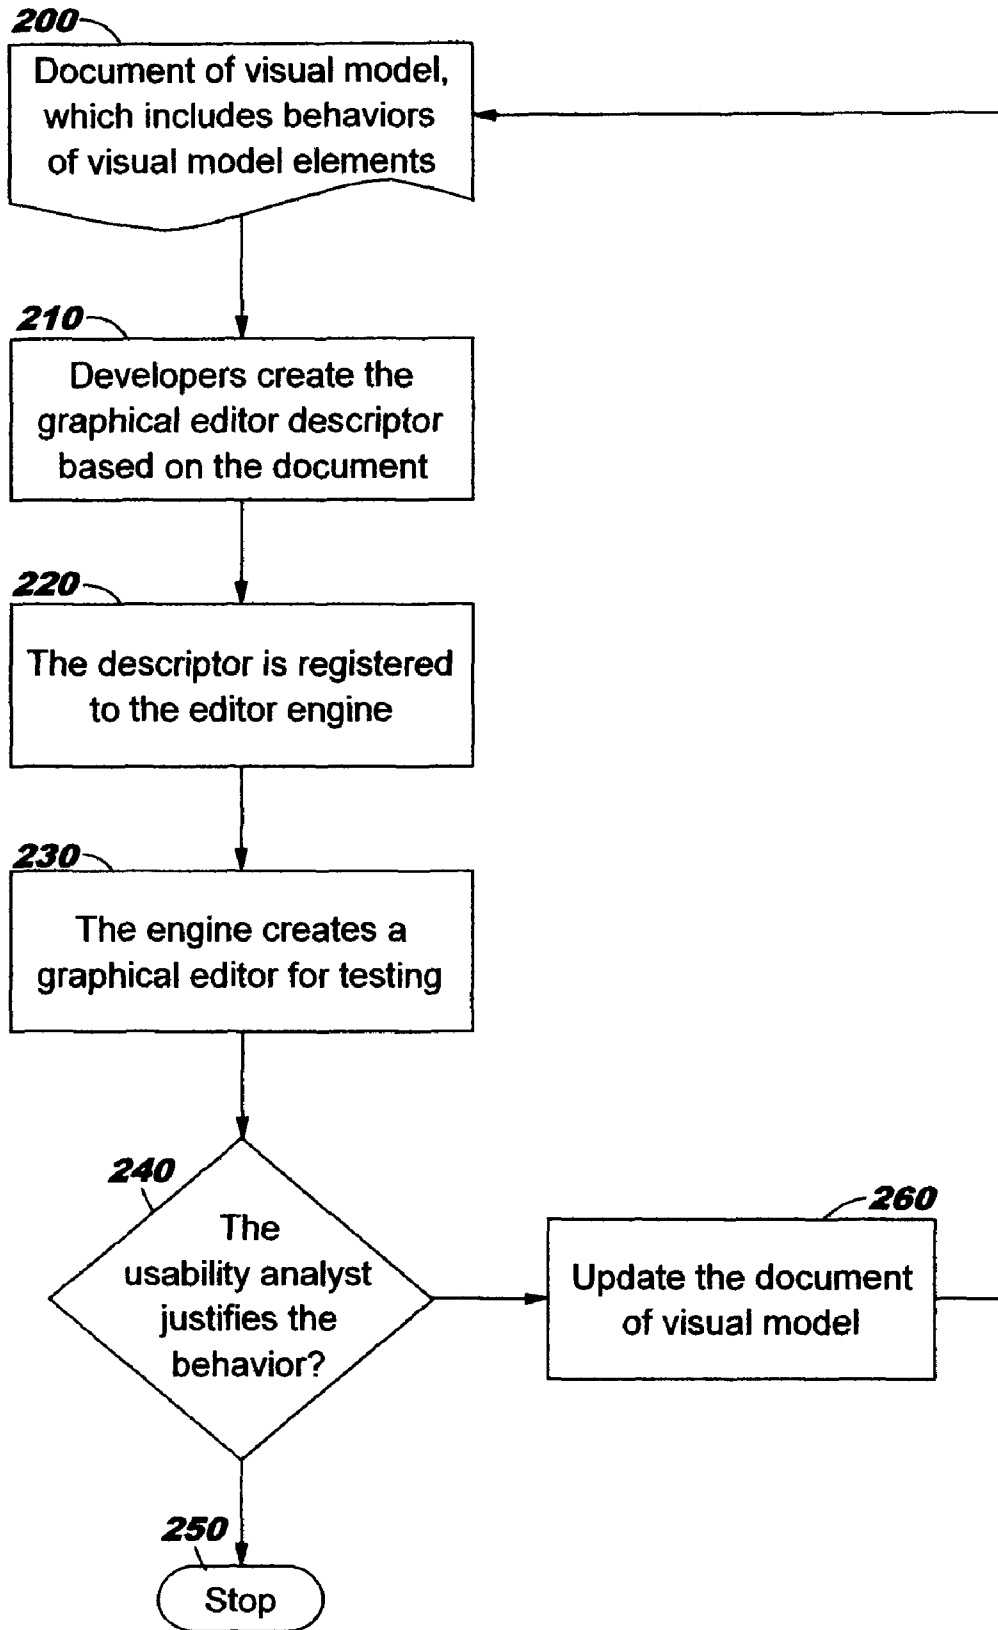 200
Document of visual model,
which includes behaviors
of visual model elements
210
Developers create the
graphical editor descriptor
based on the document
220
The descriptor is registered
to the editor engine
230
The engine creates a
graphical editor for testing
240
The
usability analyst
justifies the
behavior?
260
Update the document
of visual model
250
Stop